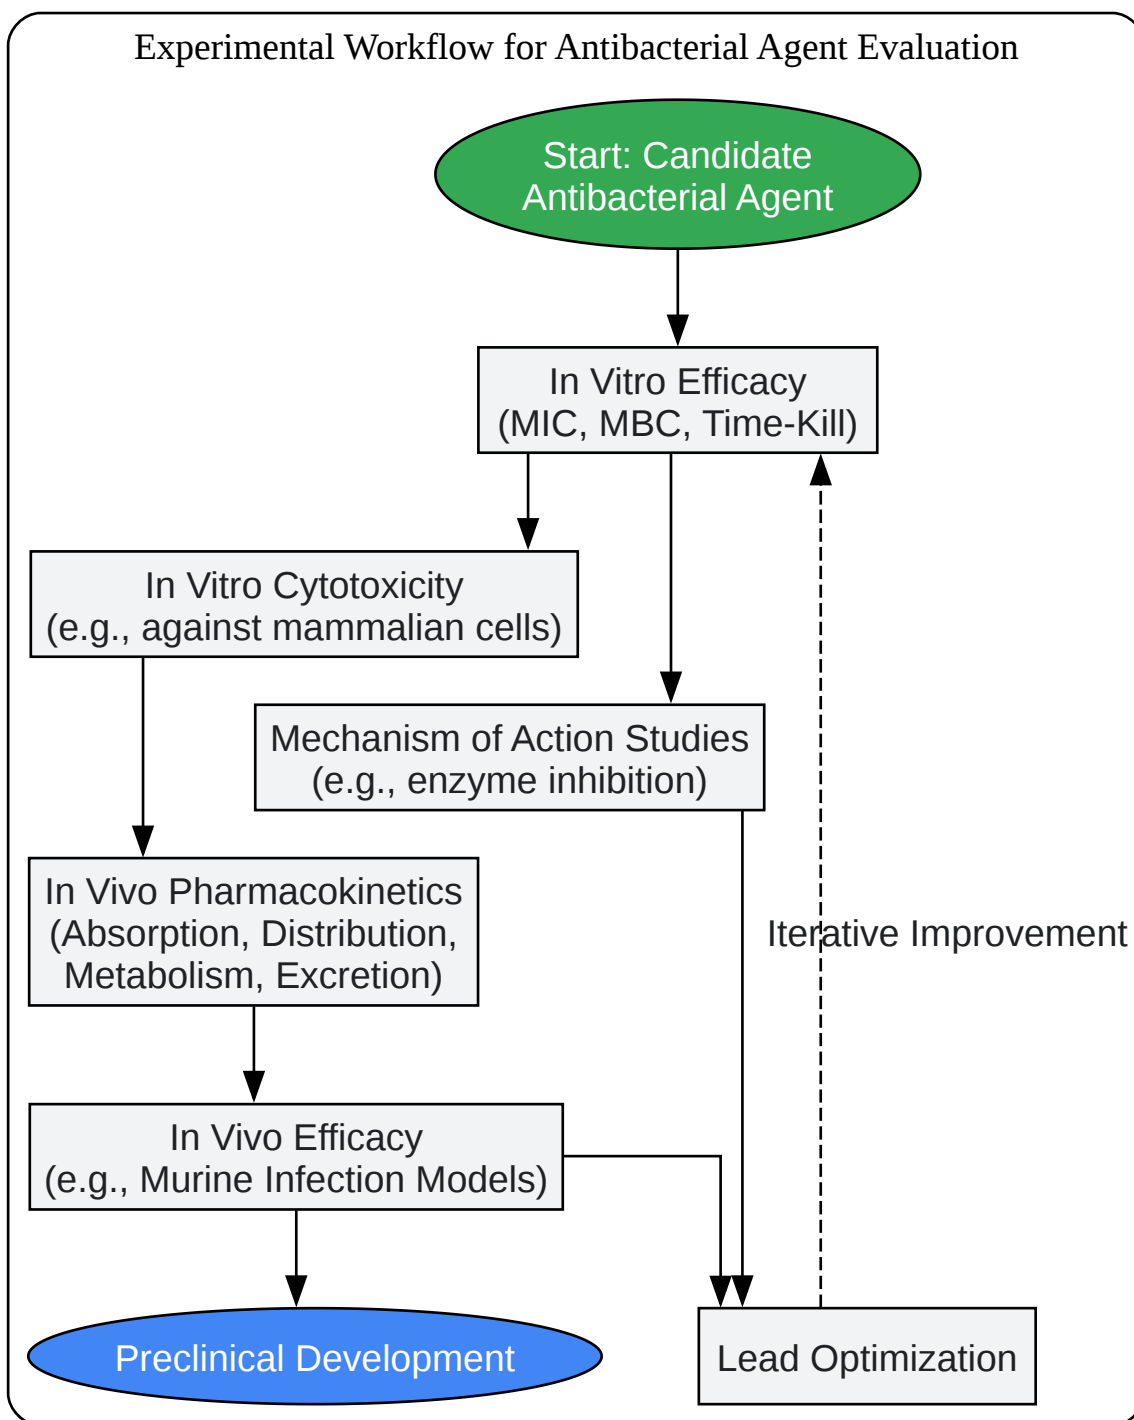 Experimental Workflow for Antibacterial Agent Evaluation
Start: Candidate
Antibacterial Agent
In Vitro Efficacy
(MIC, MBC, Time-Kill)
In Vitro Cytotoxicity
(e.g., against mammalian cells)
Mechanism of Action Studies
(e.g., enzyme inhibition)
In Vivo Pharmacokinetics
(Absorption, Distribution,
Metabolism, Excretion)
Iterative Improvement
In Vivo Efficacy
(e.g., Murine Infection Models)
Preclinical Development
Lead Optimization